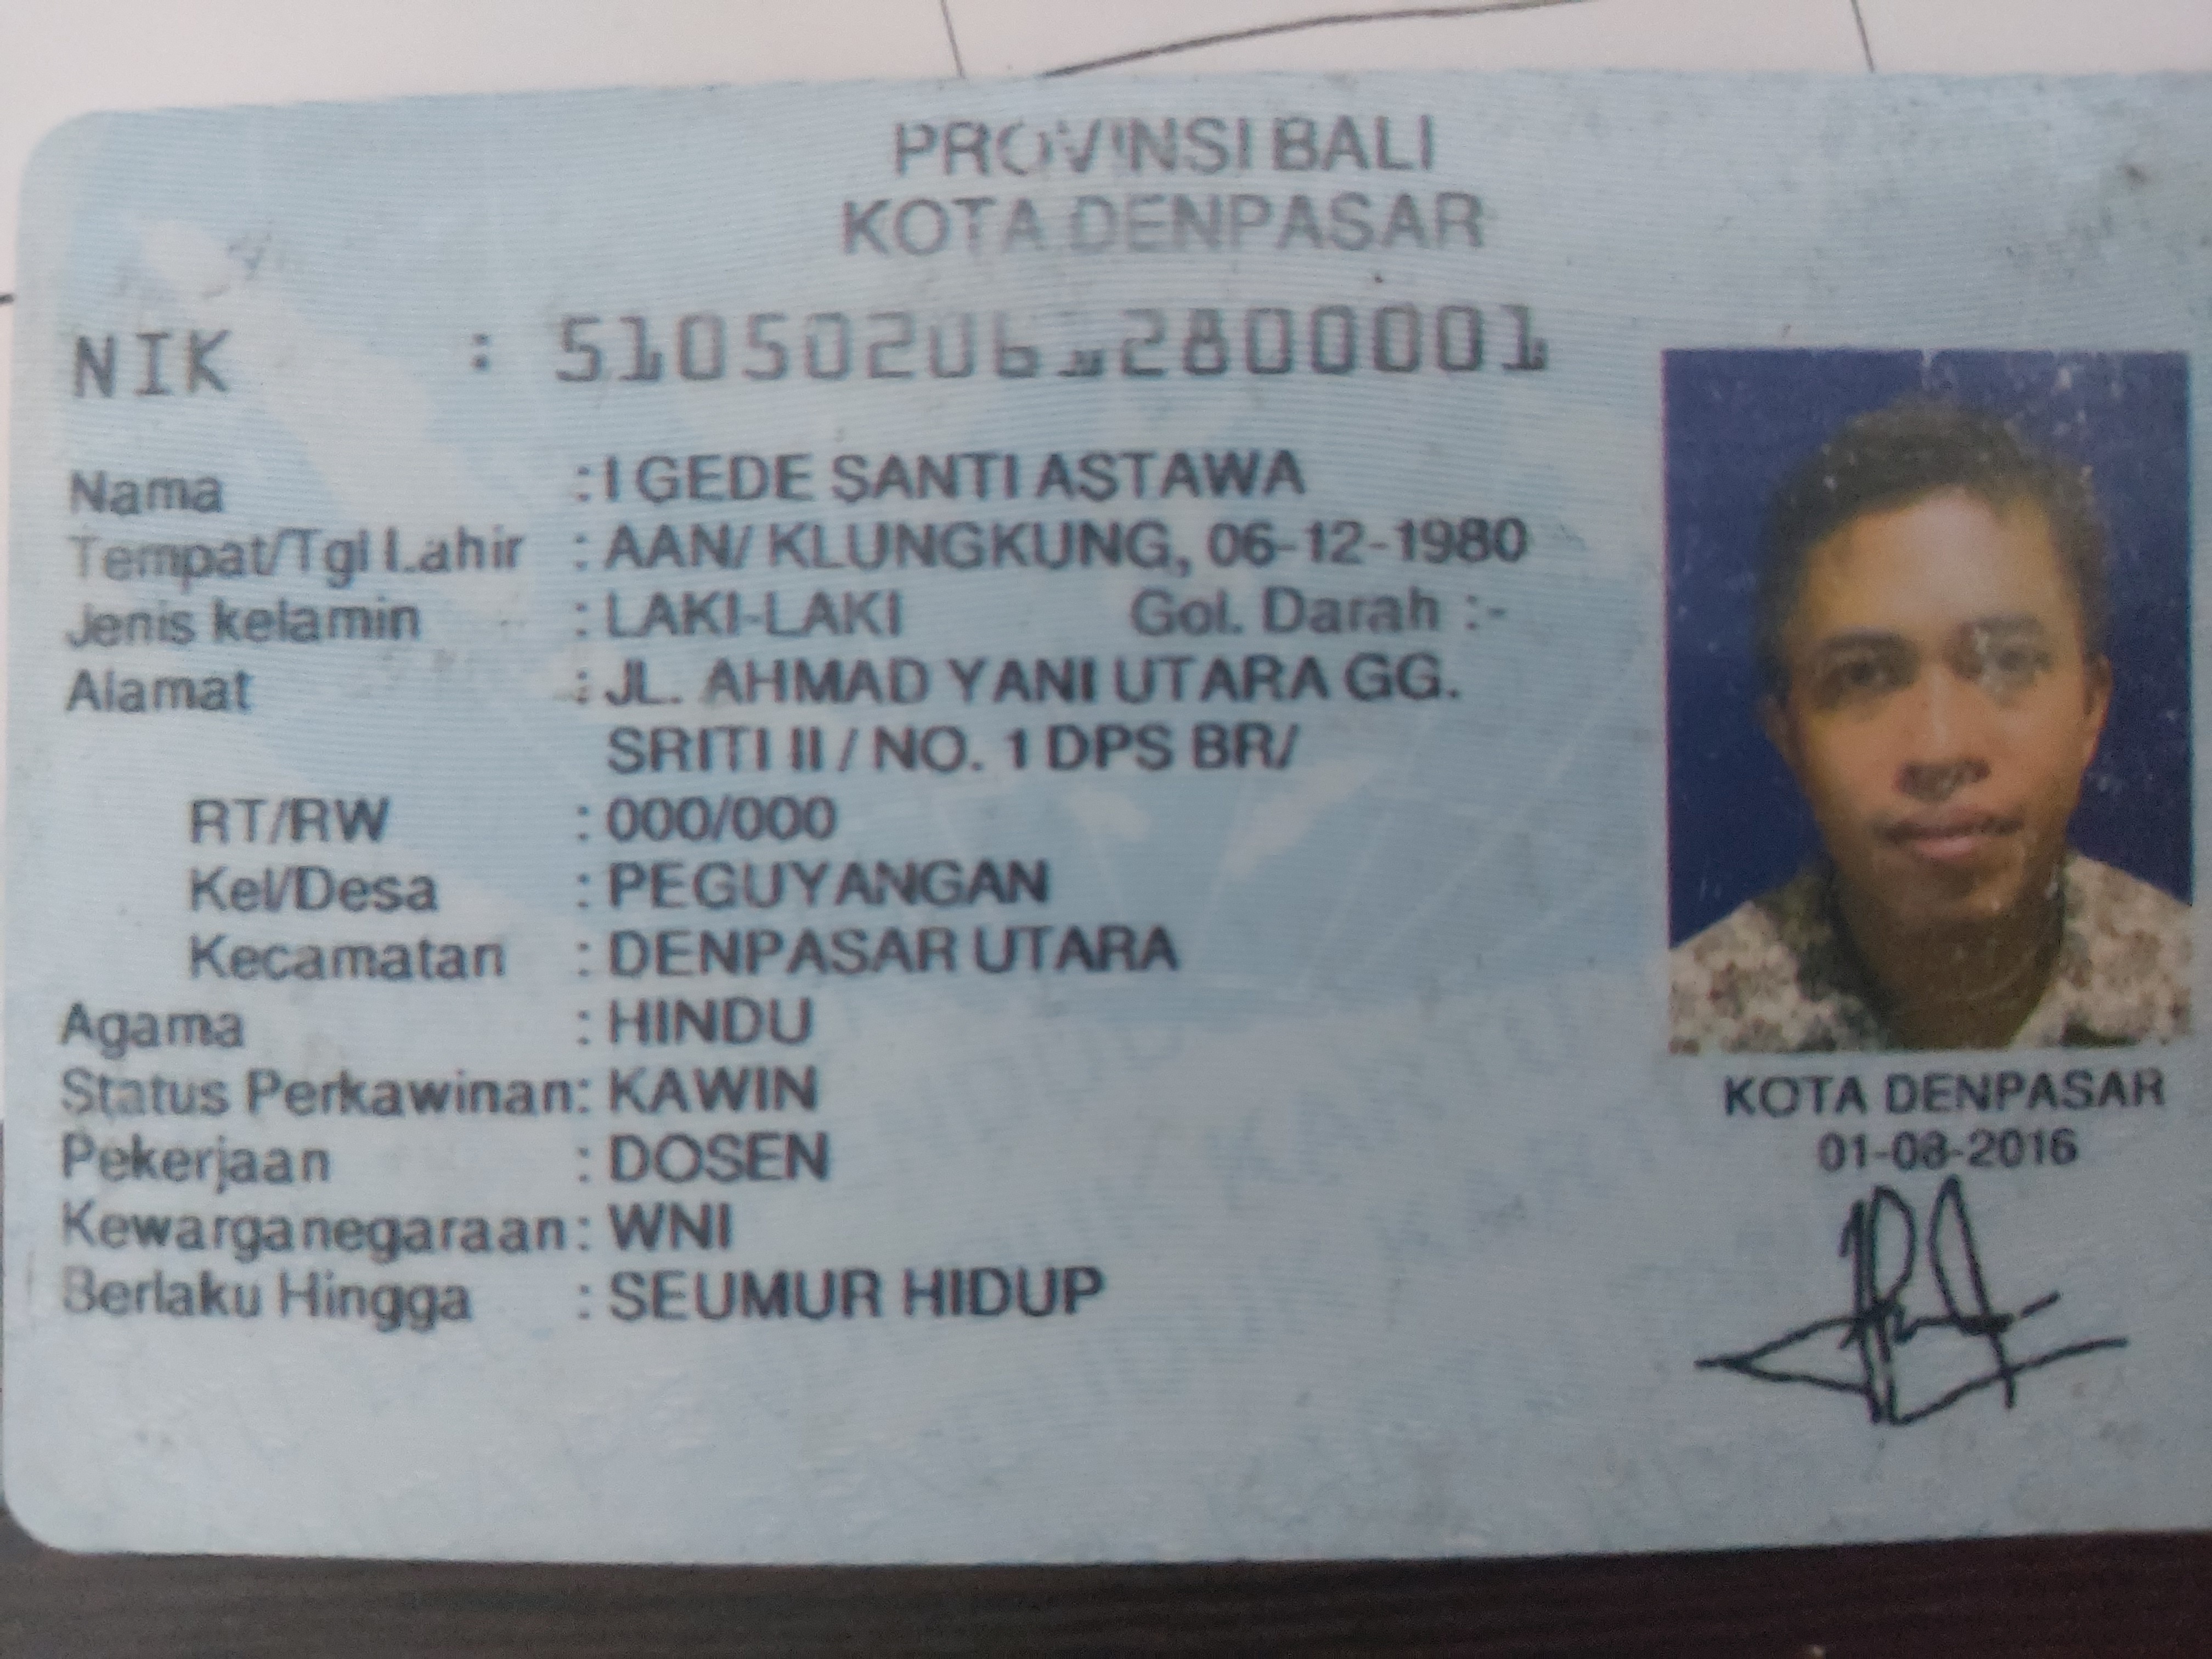 PROVINSI BALI
KOTA DENPASAR
NIK :
Nama : I GEDE SANTI ASTAWA
Tempat/Tgl Lahir : AAN/ KLUNGKUNG, 06-12-1980
Jenis kelamin : LAKI-LAKI Gol. Darah :-
Alamat : JL. AHMAD YANI UTARA GG.
SRITI II / NO. 1 DPS BR/
RT/RW : 000/000
Kel/Desa : PEGUYANGAN
Kecamatan : DENPASAR UTARA
Agama : HINDU
Status Perkawinan: KAWIN
Pekerjaan : DOSEN
Kewarganegaraan: WNI
Berlaku Hingga : SEUMUR HIDUP
KOTA DENPASAR
01-08-2016